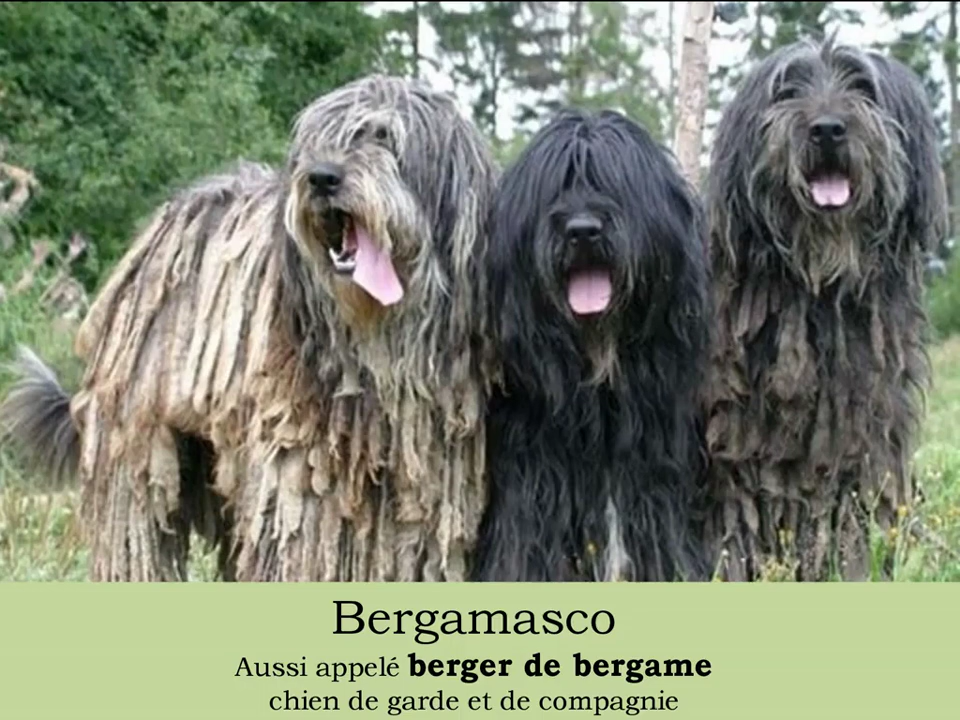 Bergamasco
Aussi appelé berger de bergame
chien de garde et de compagnie